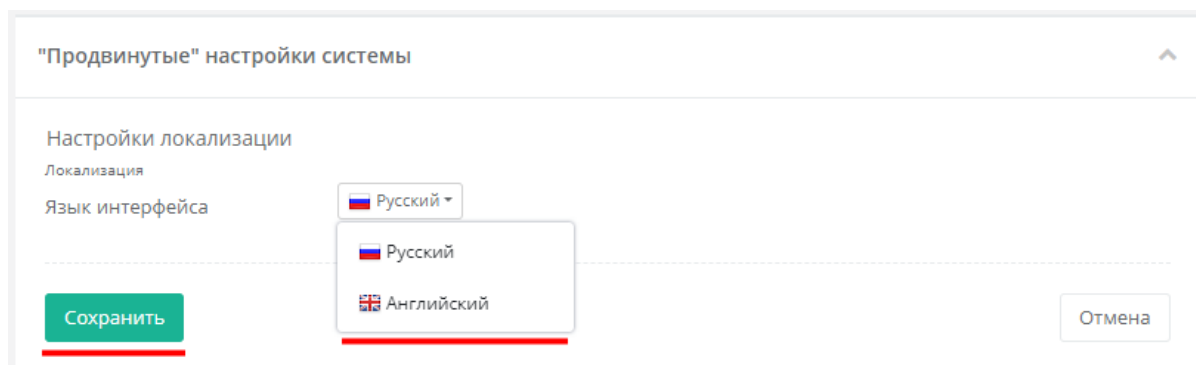 "Продвинутые" настройки системы
Настройки локализации
Локализация
Язык интерфейса
Русский
Русский
Английский
Сохранить
Отмена